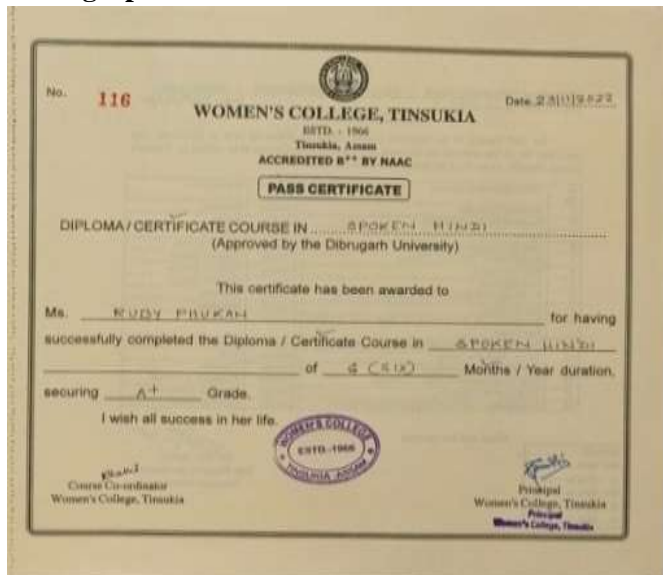 No. 116
Date 23/11/2022
WOMEN'S COLLEGE, TINSUKIA
ESTD. - 1966
Tinsukia, Assam
ACCREDITED B++ BY NAAC
PASS CERTIFICATE
DIPLOMA / CERTIFICATE COURSE IN SPOKEN HINDI
(Approved by the Dibrugarh University)
This certificate has been awarded to
Ms. RUBY PHUKAN for having
successfully completed the Diploma / Certificate Course in SPOKEN HINDI
of 6 (SIX) Months / Year duration,
securing A+ Grade.
I wish all success in her life.
WOMEN'S COLLEGE
ESTD.-1966
TINSUKIA ASSAM
Course Co-ordinator
Women's College, Tinsukia
Principal
Women's College, Tinsukia
Principal
Women's College, Tinsukia